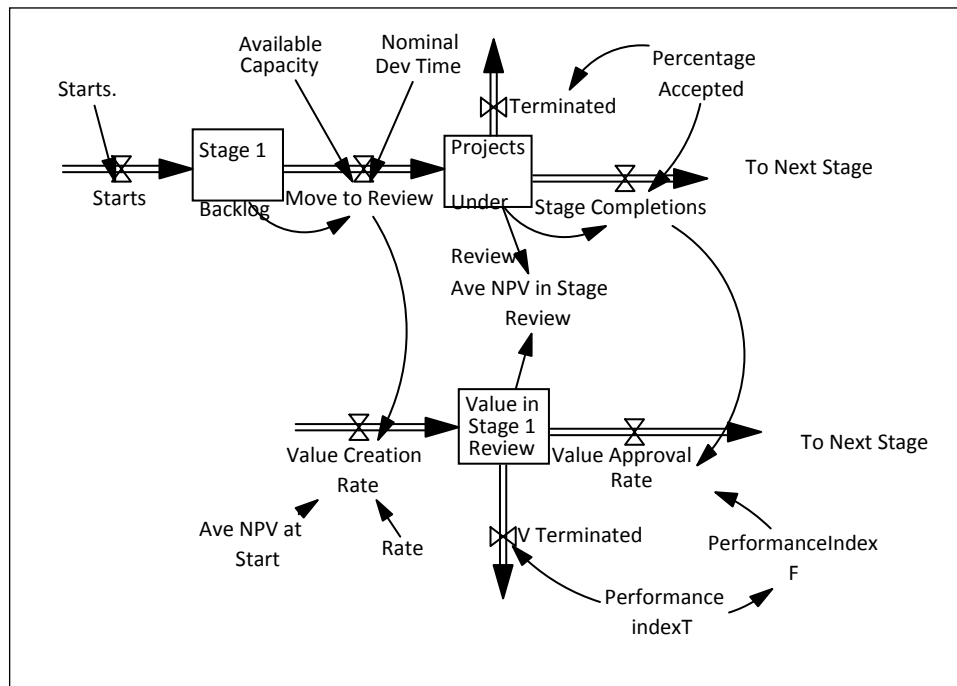 Available
Capacity
Nominal
Dev Time
Percentage
Accepted
Starts.
Terminated
Stage 1
Backlog
Projects
Under
Review
To Next Stage
Starts
Move to Review
Stage Completions
Ave NPV in Stage
Review
Value in
Stage 1
Review
To Next Stage
Value Creation
Rate
Value Approval
Rate
Ave NPV at
Start
Rate
V Terminated
PerformanceIndex
F
Performance
indexT